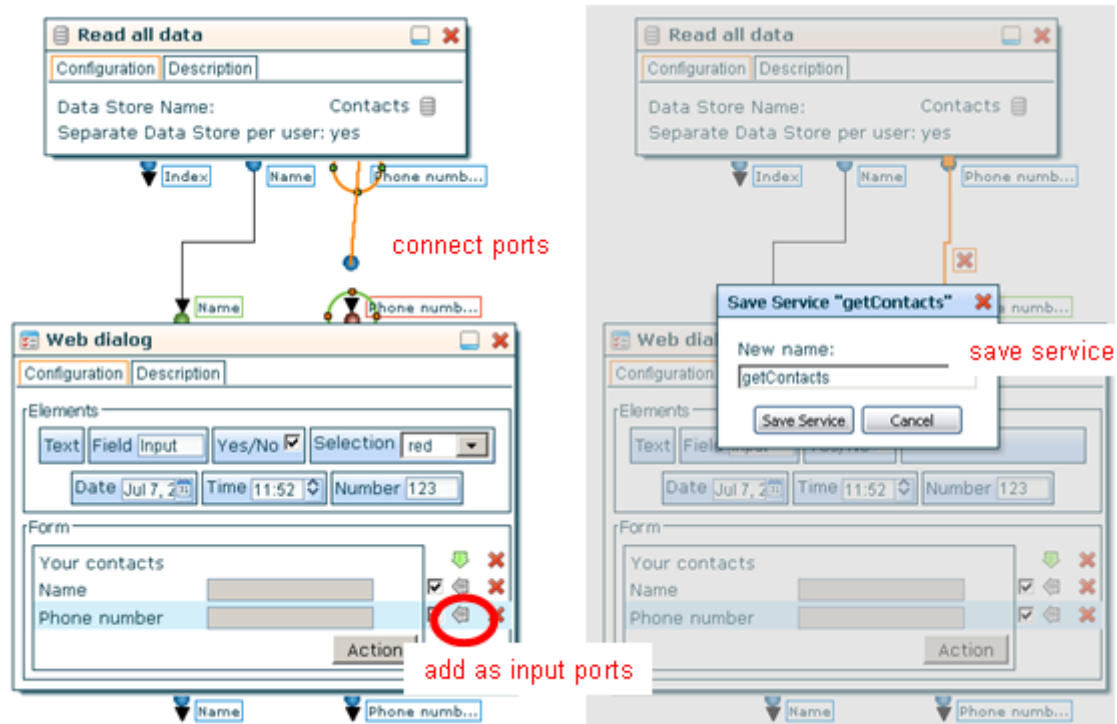 Read all data
Configuration Description
Data Store Name: Contacts
Separate Data Store per user: yes
Index Name Phone numb...
connect ports
Name Phone numb...
Web dialog
Configuration Description
Elements
Text Field Input Yes/No Selection red
Date Jul 7, 2 Time 11:52 Number 123
Form
Your contacts
Name
Phone number
Action
add as input ports
Name Phone numb...
Read all data
Configuration Description
Data Store Name: Contacts
Separate Data Store per user: yes
Index Name Phone numb...
Save Service "getContacts"
New name:
getContacts
Save Service Cancel
save service
numb...
Web dial
Configuration
Elements
Text Field
Date Jul 7, 2 Time 11:52 Number 123
Form
Your contacts
Name
Phone number
Action
Name Phone numb...